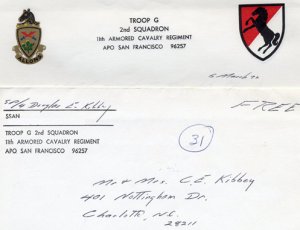 TROOP G
2nd SQUADRON
11th ARMORED CAVALRY REGIMENT
APO SAN FRANCISCO 96257
ALLONS
5 March 70
SP/4 Douglas E. Kibbey
SSAN
FREE
TROOP G 2nd SQUADRON
11th ARMORED CAVALRY REGIMENT
APO SAN FRANCISCO 96257
31
Mr & Mrs. C.E. Kibbey
401 Nottingham Dr.
Charlotte, N.C.
28211